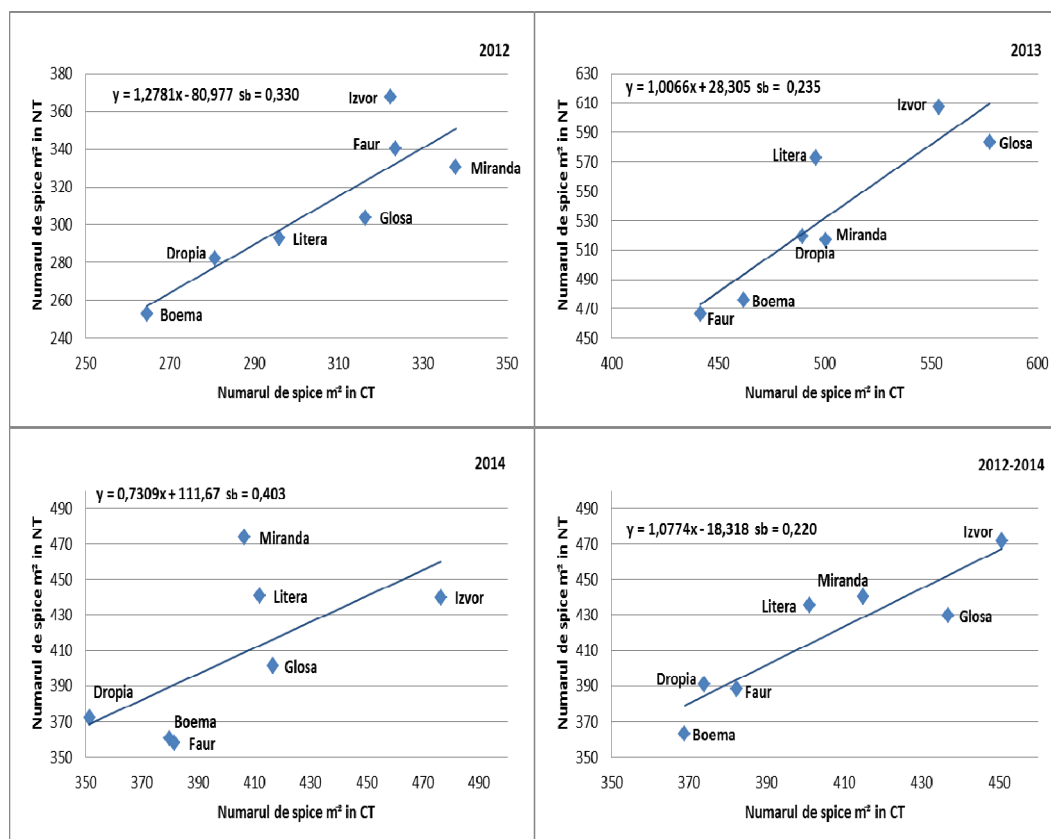 2012
y = 1,2781x - 80,977 sb = 0,330
Numarul de spice m² in NT
380
360
340
320
300
280
260
240
Izvor
Faur
Miranda
Glosa
Litera
Dropia
Boema
250 270 290 310 330 350
Numarul de spice m² in CT
2013
y = 1,0066x + 28,305 sb = 0,235
Numarul de spice m² in NT
630
610
590
570
550
530
510
490
470
450
Izvor
Glosa
Litera
Miranda
Dropia
Boema
Faur
400 450 500 550 600
Numarul de spice m² in CT
2014
y = 0,7309x + 111,67 sb = 0,403
Numarul de spice m² in NT
490
470
450
430
410
390
370
350
Miranda
Litera
Izvor
Glosa
Dropia
Boema
Faur
350 370 390 410 430 450 470 490
Numarul de spice m² in CT
2012-2014
y = 1,0774x - 18,318 sb = 0,220
Numarul de spice m² in NT
490
470
450
430
410
390
370
350
Izvor
Miranda
Litera
Glosa
Dropia
Faur
Boema
350 370 390 410 430 450
Numarul de spice m² in CT